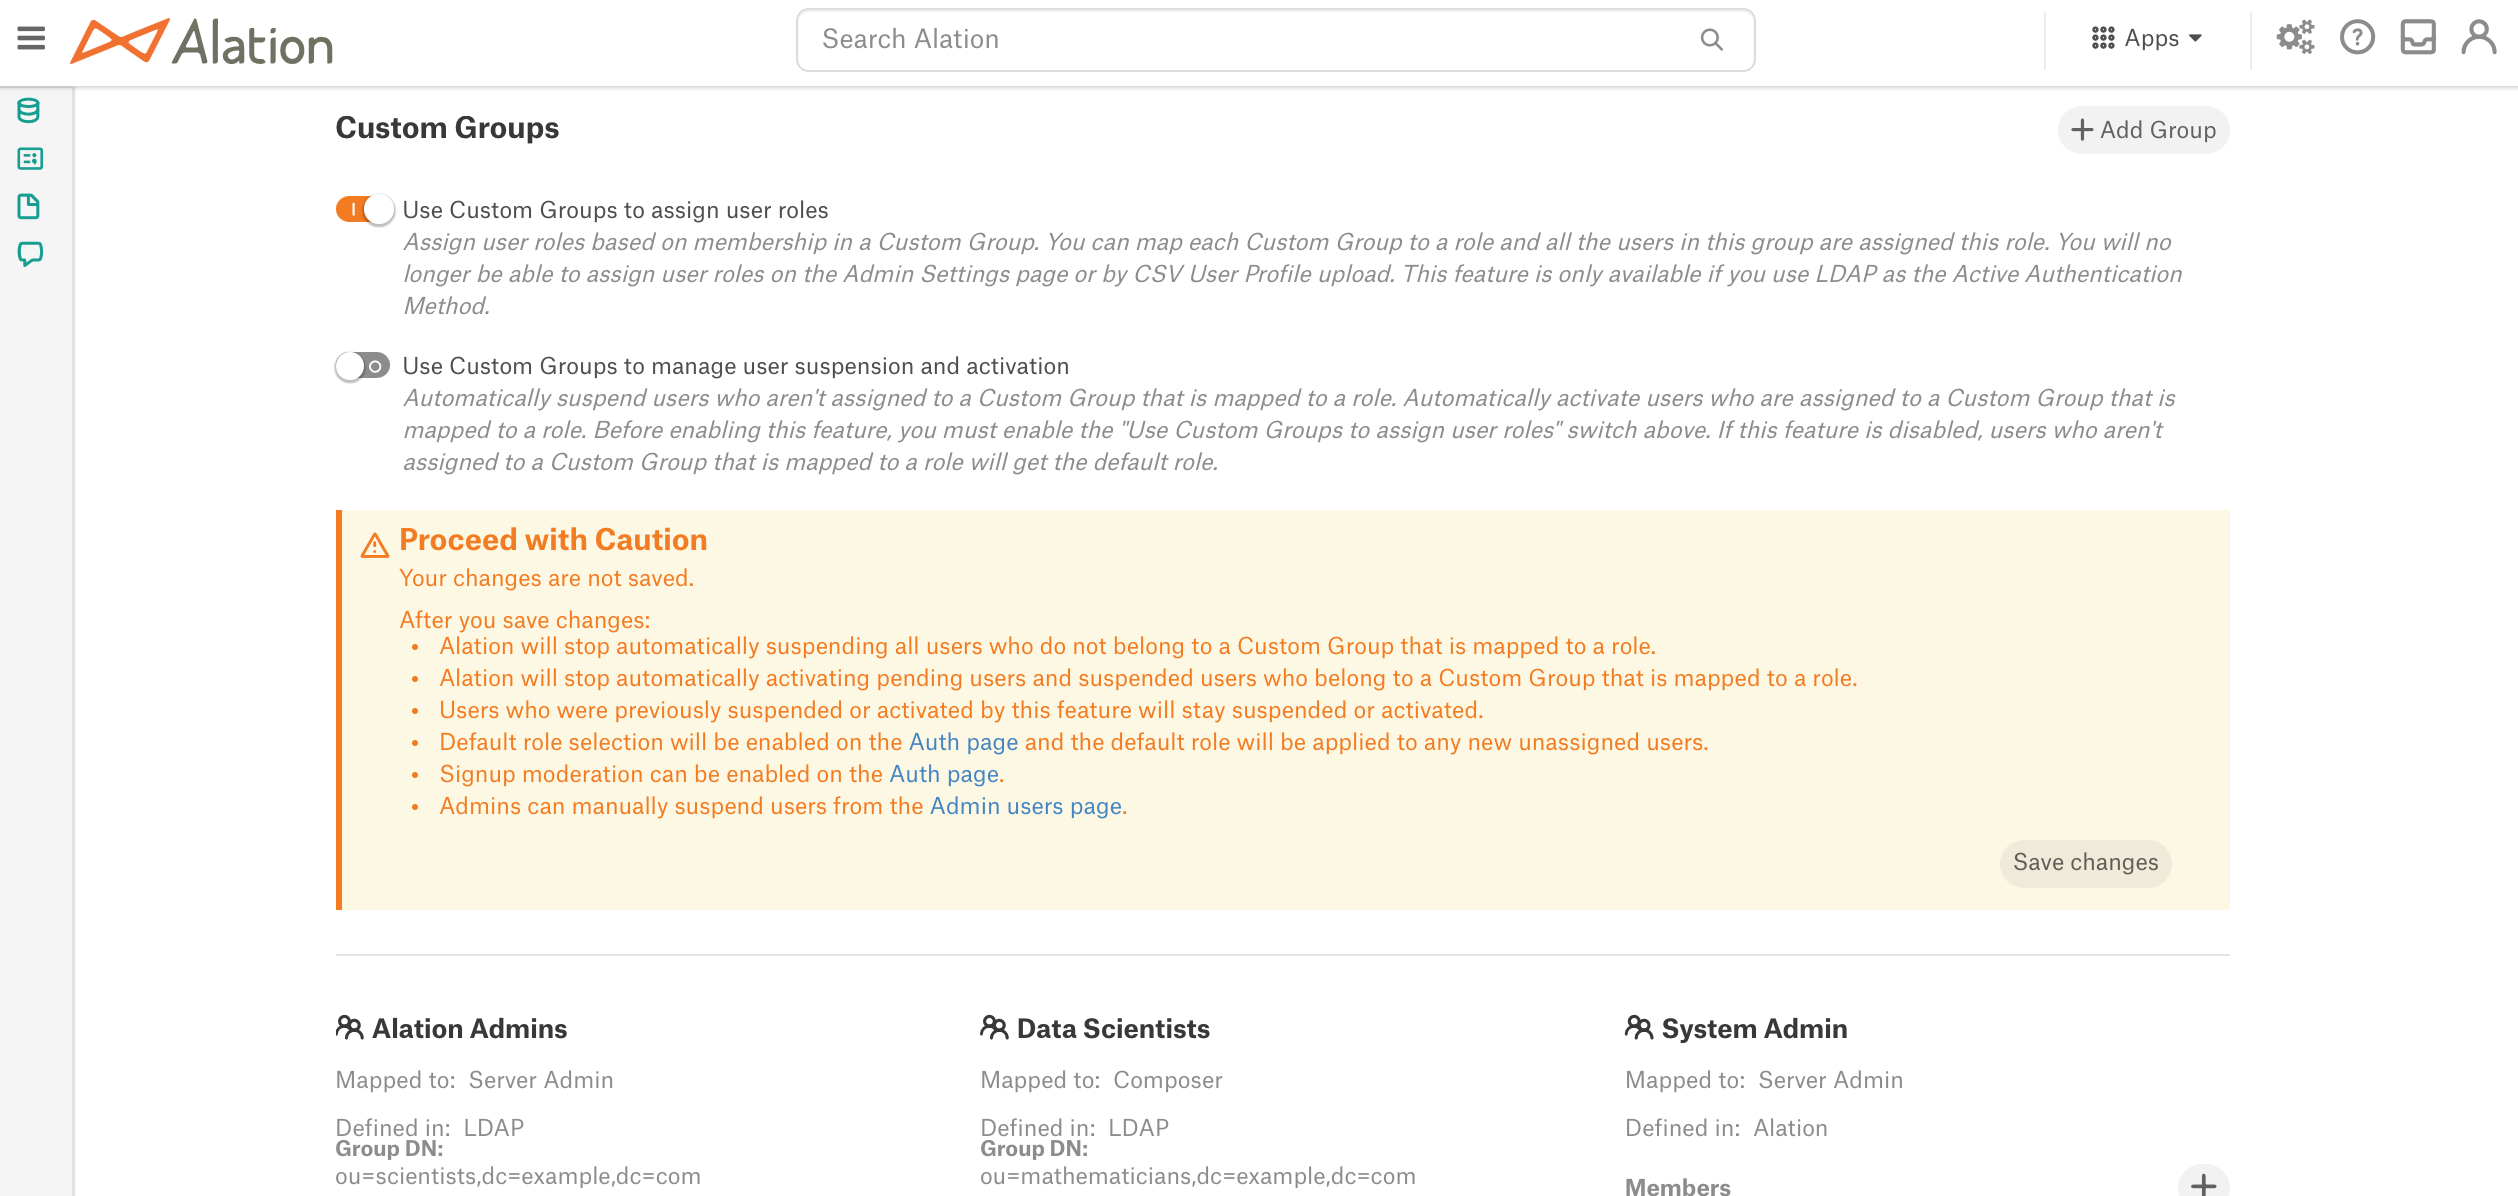 Alation
Search Alation
Apps
Custom Groups
Add Group
Use Custom Groups to assign user roles
Assign user roles based on membership in a Custom Group. You can map each Custom Group to a role and all the users in this group are assigned this role. You will no
longer be able to assign user roles on the Admin Settings page or by CSV User Profile upload. This feature is only available if you use LDAP as the Active Authentication
Method.
Use Custom Groups to manage user suspension and activation
Automatically suspend users who aren't assigned to a Custom Group that is mapped to a role. Automatically activate users who are assigned to a Custom Group that is
mapped to a role. Before enabling this feature, you must enable the "Use Custom Groups to assign user roles" switch above. If this feature is disabled, users who aren't
assigned to a Custom Group that is mapped to a role will get the default role.
Proceed with Caution
Your changes are not saved.
After you save changes:
• Alation will stop automatically suspending all users who do not belong to a Custom Group that is mapped to a role.
• Alation will stop automatically activating pending users and suspended users who belong to a Custom Group that is mapped to a role.
• Users who were previously suspended or activated by this feature will stay suspended or activated.
• Default role selection will be enabled on the Auth page and the default role will be applied to any new unassigned users.
• Signup moderation can be enabled on the Auth page.
• Admins can manually suspend users from the Admin users page.
Save changes
Alation Admins
Mapped to: Server Admin
Defined in: LDAP
Group DN:
ou=scientists,dc=example,dc=com
Data Scientists
Mapped to: Composer
Defined in: LDAP
Group DN:
ou=mathematicians,dc=example,dc=com
System Admin
Mapped to: Server Admin
Defined in: Alation
Members